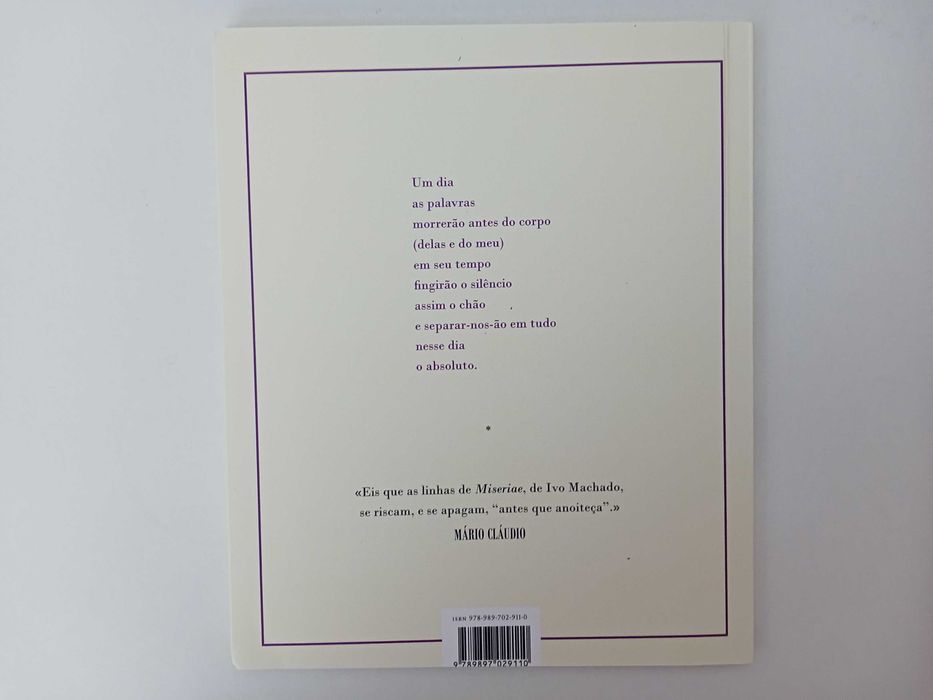 Um dia
as palavras
morrerão antes do corpo
(delas e do meu)
em seu tempo
fingirão o silêncio
assim o chão
e separar-nos-ão em tudo
nesse dia
o absoluto.
*
«Eis que as linhas de Miseriae, de Ivo Machado,
se riscam, e se apagam, “antes que anoiteça”.»
MÁRIO CLÁUDIO
ISBN 978-989-702-911-0
9 789897 029110